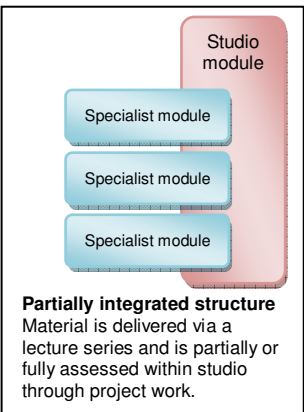 Studio
module
Specialist module
Specialist module
Specialist module
Partially integrated structure
Material is delivered via a
lecture series and is partially or
fully assessed within studio
through project work.